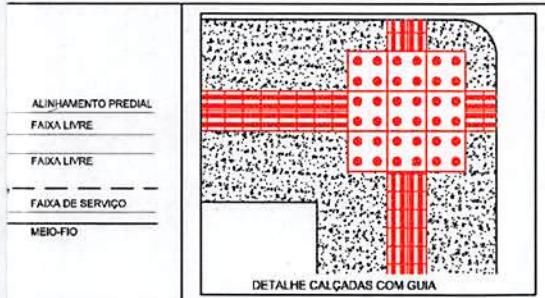 ALINHAMENTO PREDIAL
FAIXA LIVRE
FAIXA LIVRE
FAIXA DE SERVIÇO
MEIO-FIO
DETALHE CALÇADAS COM GUIA